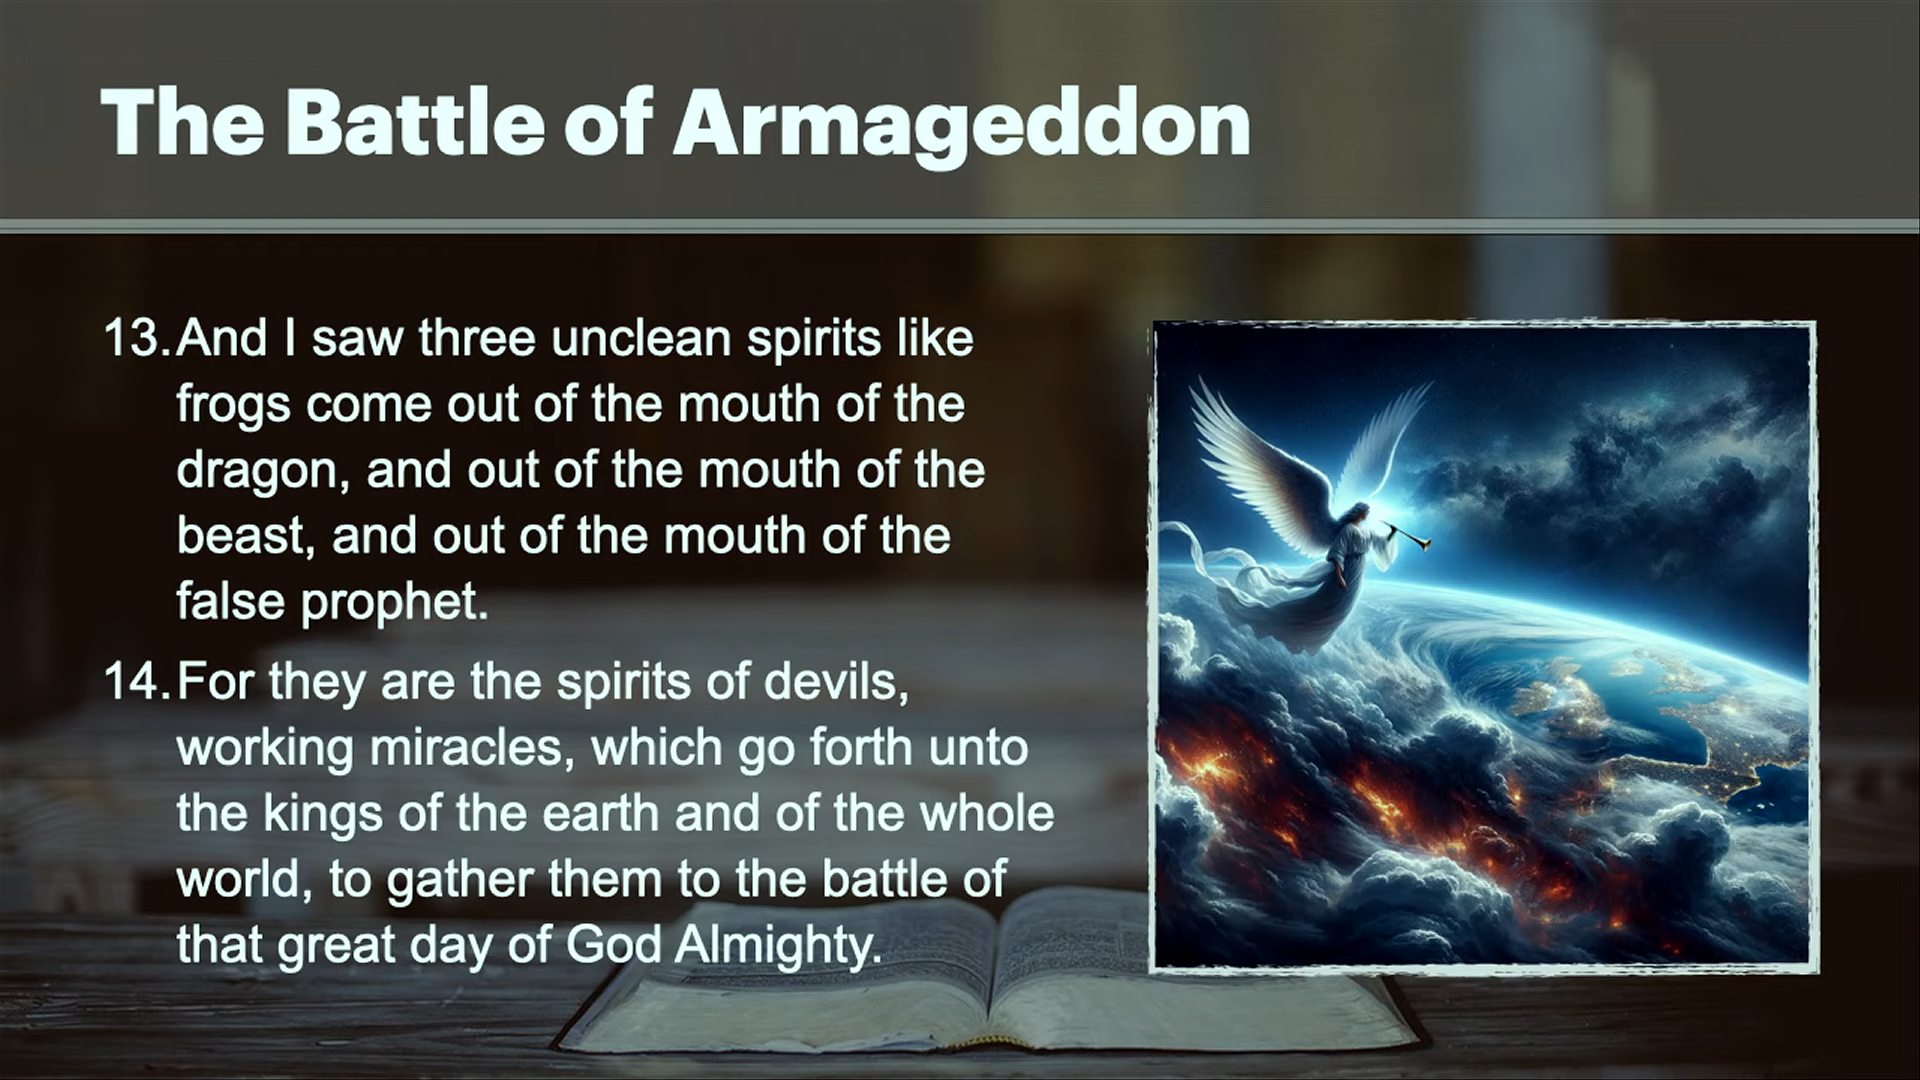 The Battle of Armageddon
13. And I saw three unclean spirits like
frogs come out of the mouth of the
dragon, and out of the mouth of the
beast, and out of the mouth of the
false prophet.
14. For they are the spirits of devils,
working miracles, which go forth unto
the kings of the earth and of the whole
world, to gather them to the battle of
that great day of God Almighty.